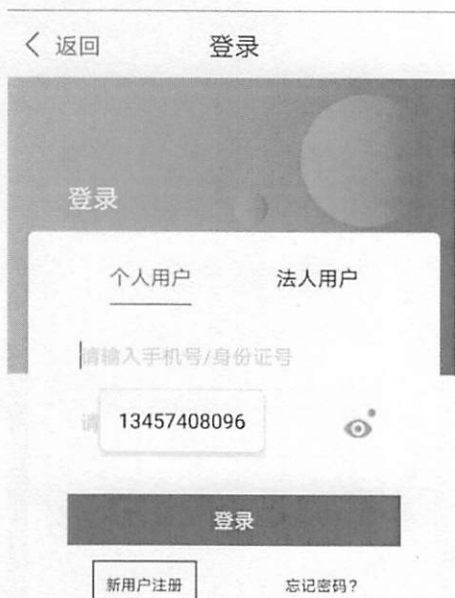 返回 登录
登录
个人用户 法人用户
请输入手机号/身份证号
请 13457408096
登录
新用户注册 忘记密码?